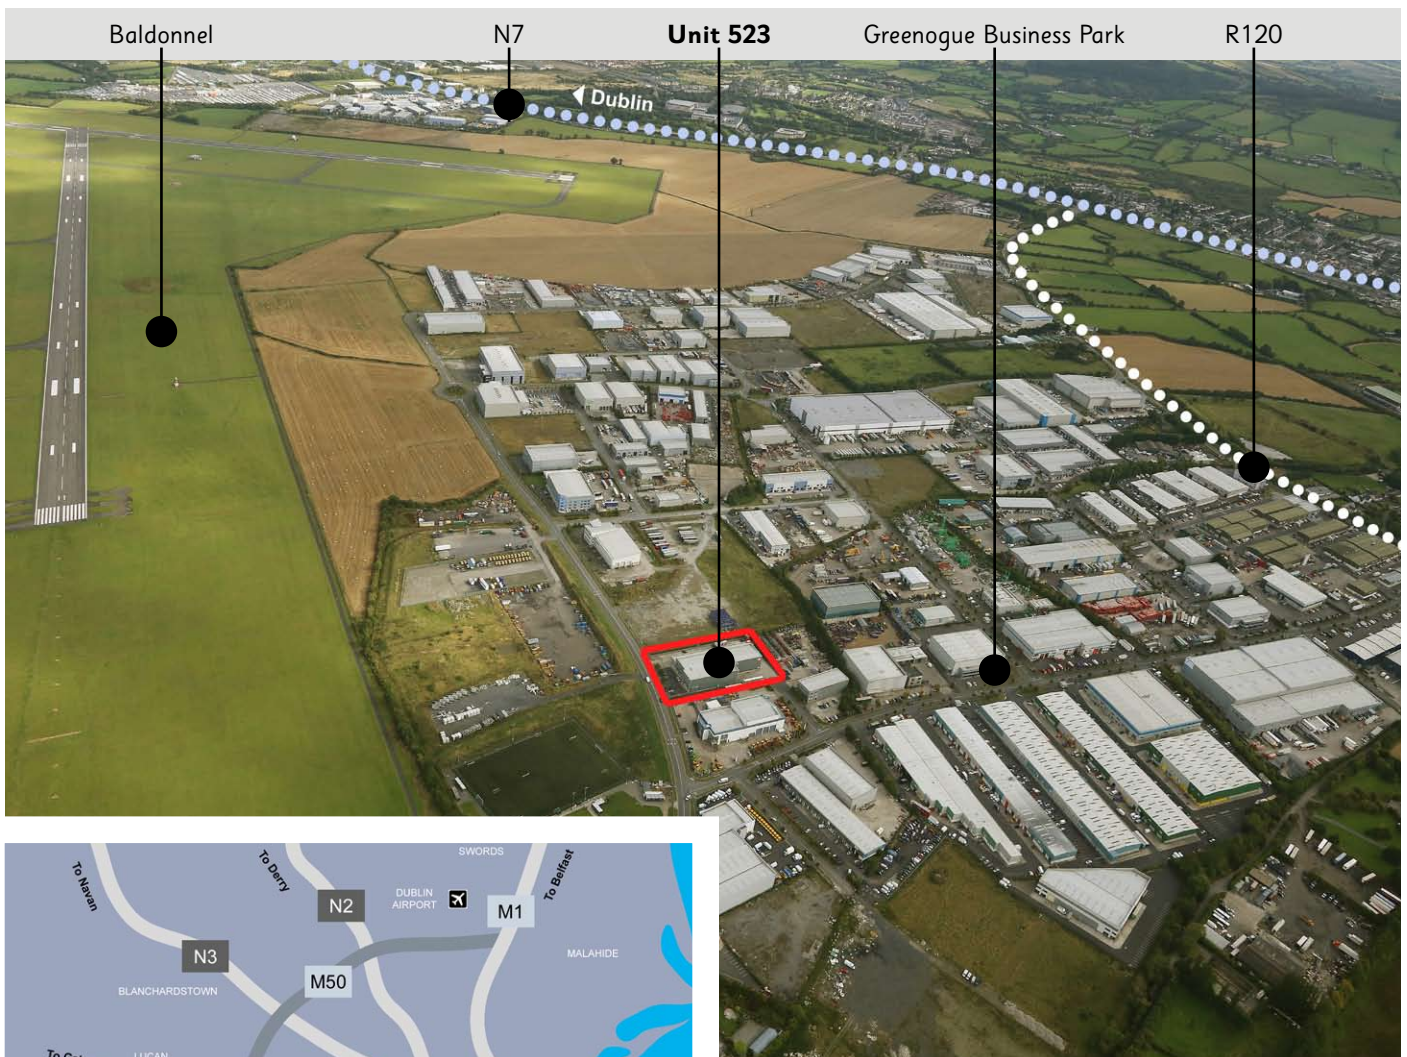 Baldonnel
N7
Unit 523
Greenogue Business Park
R120
Dublin
To Navan
To Derry
SWORDS
To Belfast
DUBLIN
AIRPORT
N2
M1
N3
MALAHIDE
M50
BLANCHARDSTOWN
LUCAN
To